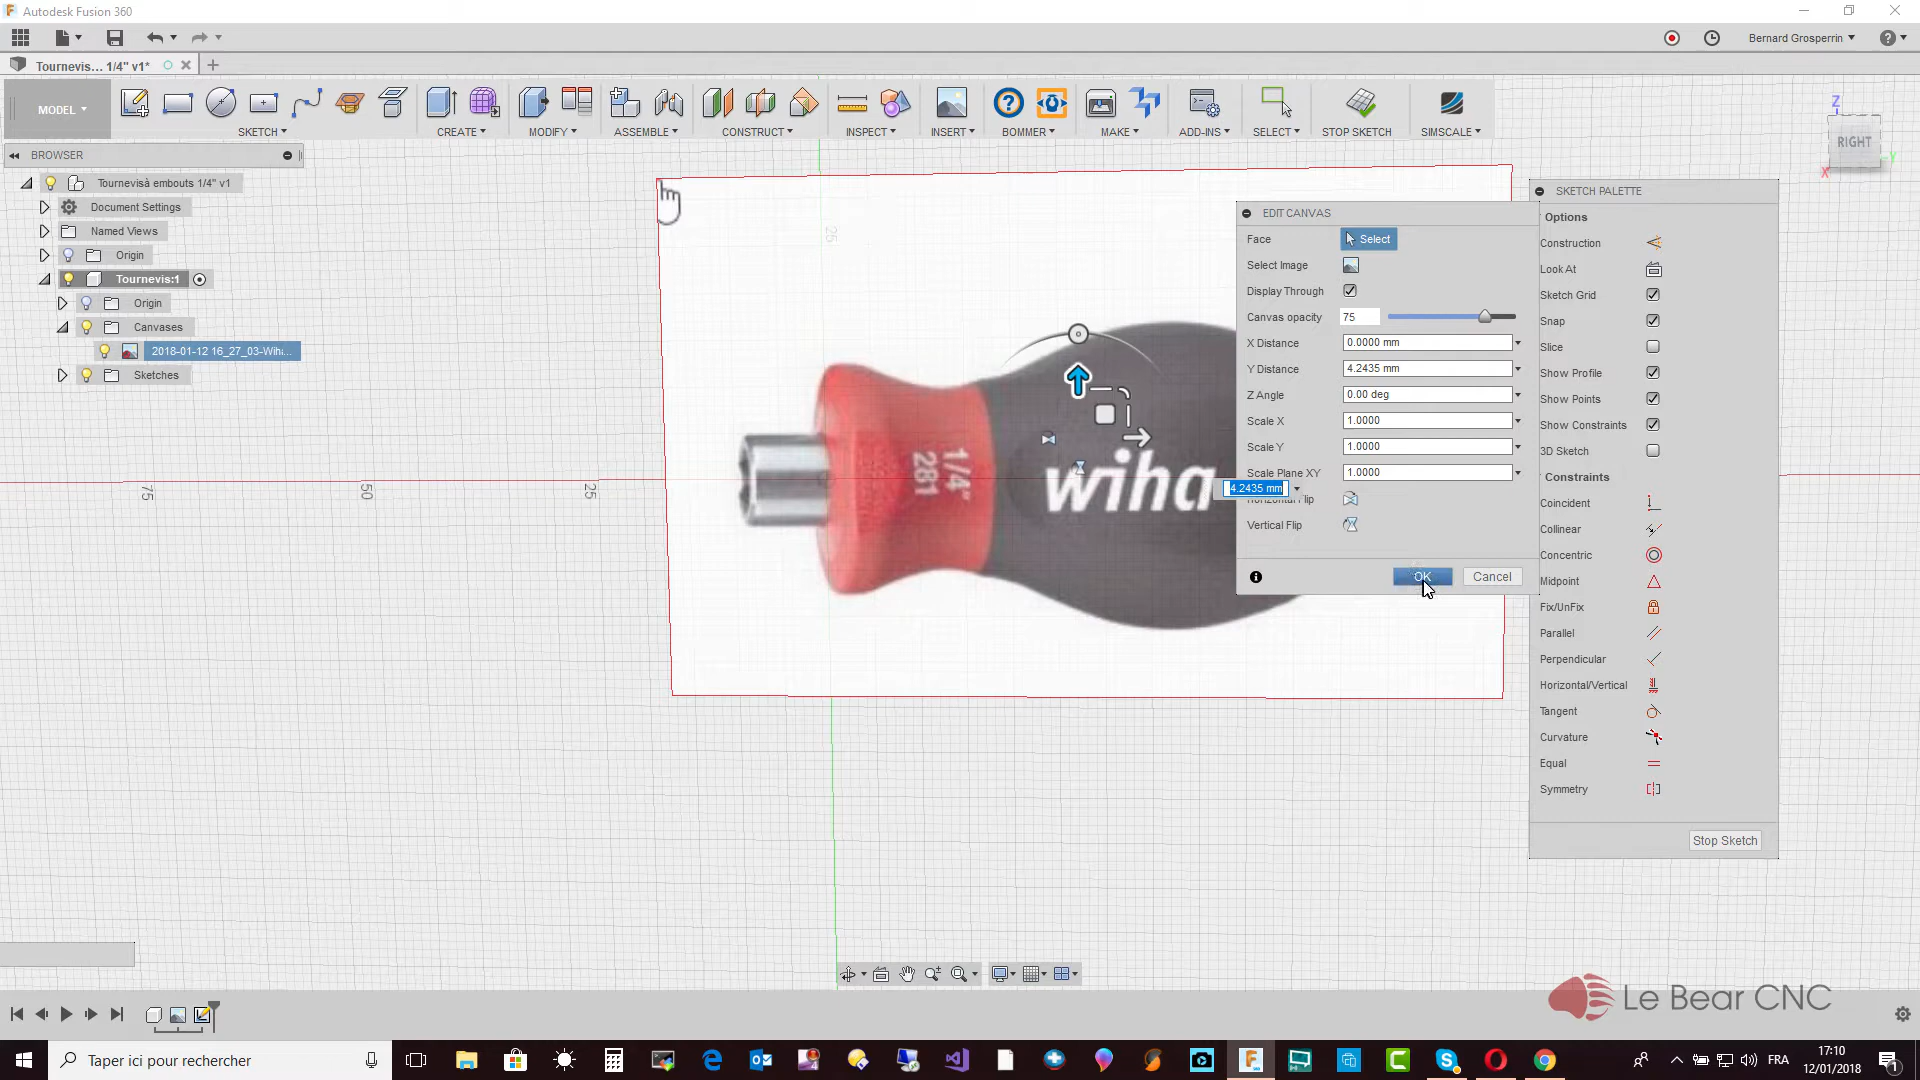 Autodesk Fusion 360
Bernard Grosperrin
Tournevis... 1/4" v1*
MODEL
SKETCH
CREATE
MODIFY
ASSEMBLE
CONSTRUCT
INSPECT
INSERT
BOMMER
MAKE
ADD-INS
SELECT
STOP SKETCH
SIMSCALE
BROWSER
Tournevisà embouts 1/4" v1
Document Settings
Named Views
Origin
Tournevis:1
Origin
Canvases
2018-01-12 16_27_03-Wiha...
Sketches
Z
RIGHT
Y
X
75
50
25
25
1/4"
281
wiha
EDIT CANVAS
Face Select
Select Image
Display Through
Canvas opacity 75
X Distance 0.0000 mm
Y Distance 4.2435 mm
Z Angle 0.00 deg
Scale X 1.0000
Scale Y 1.0000
Scale Plane XY 1.0000
4.2435 mm
Horizontal Flip
Vertical Flip
OK Cancel
SKETCH PALETTE
Options
Construction
Look At
Sketch Grid
Snap
Slice
Show Profile
Show Points
Show Constraints
3D Sketch
Constraints
Coincident
Collinear
Concentric
Midpoint
Fix/UnFix
Parallel
Perpendicular
Horizontal/Vertical
Tangent
Curvature
Equal
Symmetry
Stop Sketch
Le Bear CNC
Taper ici pour rechercher
FRA
17:10
12/01/2018
1